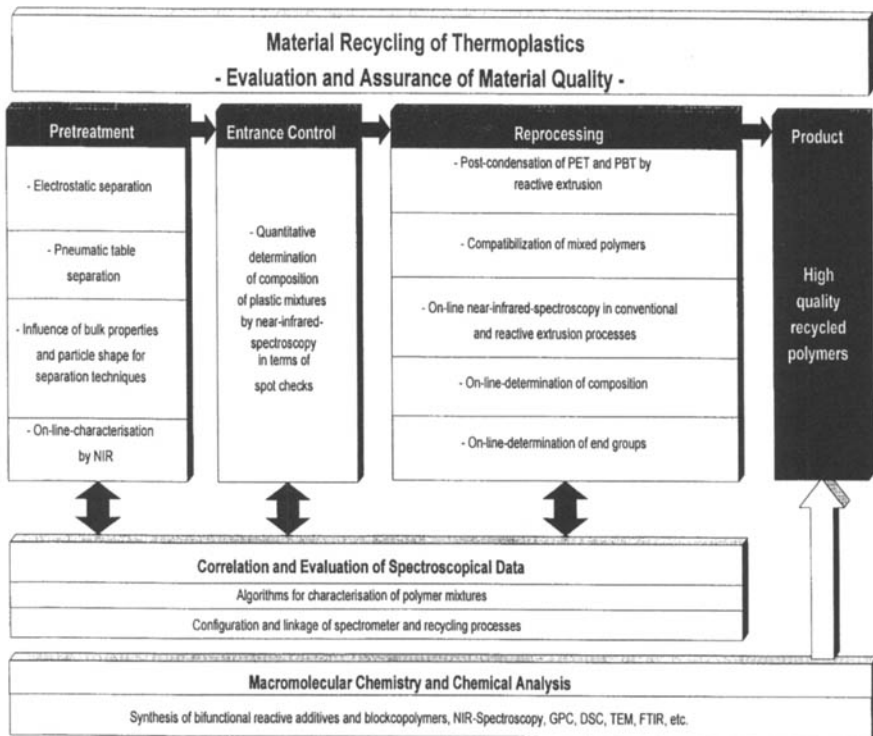 Material Recycling of Thermoplastics
- Evaluation and Assurance of Material Quality -
Pretreatment
- Electrostatic separation
- Pneumatic table
separation
- Influence of bulk properties
and particle shape for
separation techniques
- On-line-characterisation
by NIR
Entrance Control
- Quantitative
determination
of composition
of plastic mixtures
by near-infrared-
spectroscopy
in terms of
spot checks
Reprocessing
- Post-condensation of PET and PBT by
reactive extrusion
- Compatibilization of mixed polymers
- On-line near-infrared-spectroscopy in conventional
and reactive extrusion processes
- On-line-determination of composition
- On-line-determination of end groups
Product
High
quality
recycled
polymers
Correlation and Evaluation of Spectroscopical Data
Algorithms for characterisation of polymer mixtures
Configuration and linkage of spectrometer and recycling processes
Macromolecular Chemistry and Chemical Analysis
Synthesis of bifunctional reactive additives and blockcopolymers, NIR-Spectroscopy, GPC, DSC, TEM, FTIR, etc.